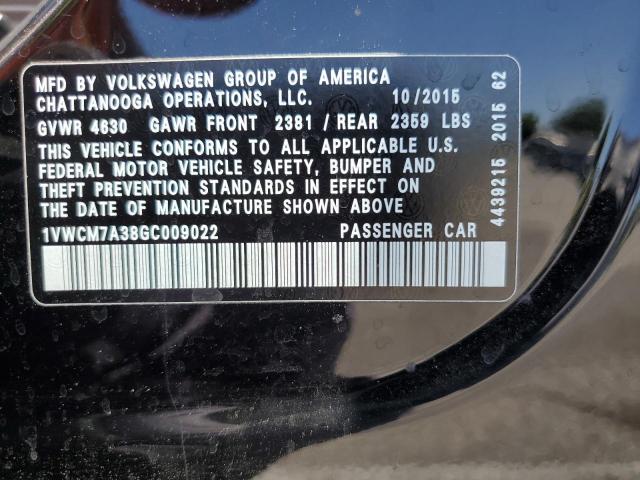 MFD BY VOLKSWAGEN GROUP OF AMERICA
CHATTANOOGA OPERATIONS, LLC. 10/2015
GVWR 4630 GAWR FRONT 2381 / REAR 2359 LBS
THIS VEHICLE CONFORMS TO ALL APPLICABLE U.S.
FEDERAL MOTOR VEHICLE SAFETY, BUMPER AND
THEFT PREVENTION STANDARDS IN EFFECT ON
THE DATE OF MANUFACTURE SHOWN ABOVE
1VWCM7A38GC009022 PASSENGER CAR
4439215 2015 62